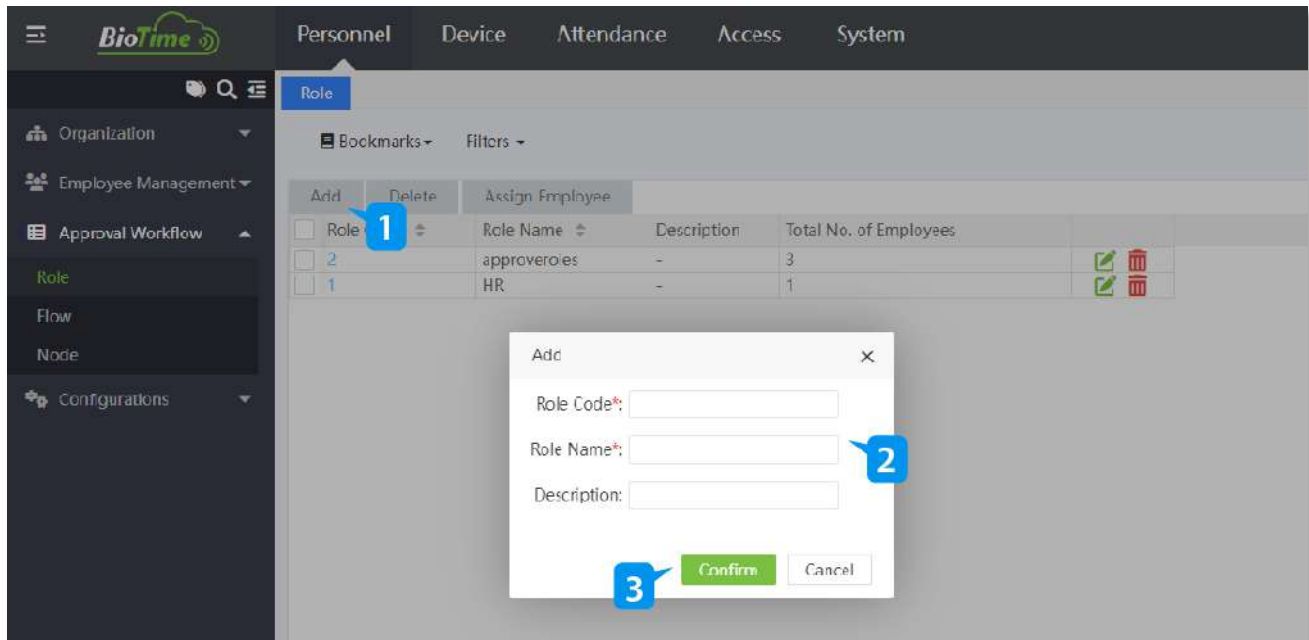 BioTime
Personnel Device Attendance Access System
Role
Organization
Bookmarks Filters
Employee Management
Add Delete Assign Employee
1
Approval Workflow
Role Role Name Description Total No. of Employees
2 approveroles - 3
1 HR - 1
Role
Flow
Node
Configurations
Add
Role Code*:
Role Name*:
2
Description:
Confirm Cancel
3